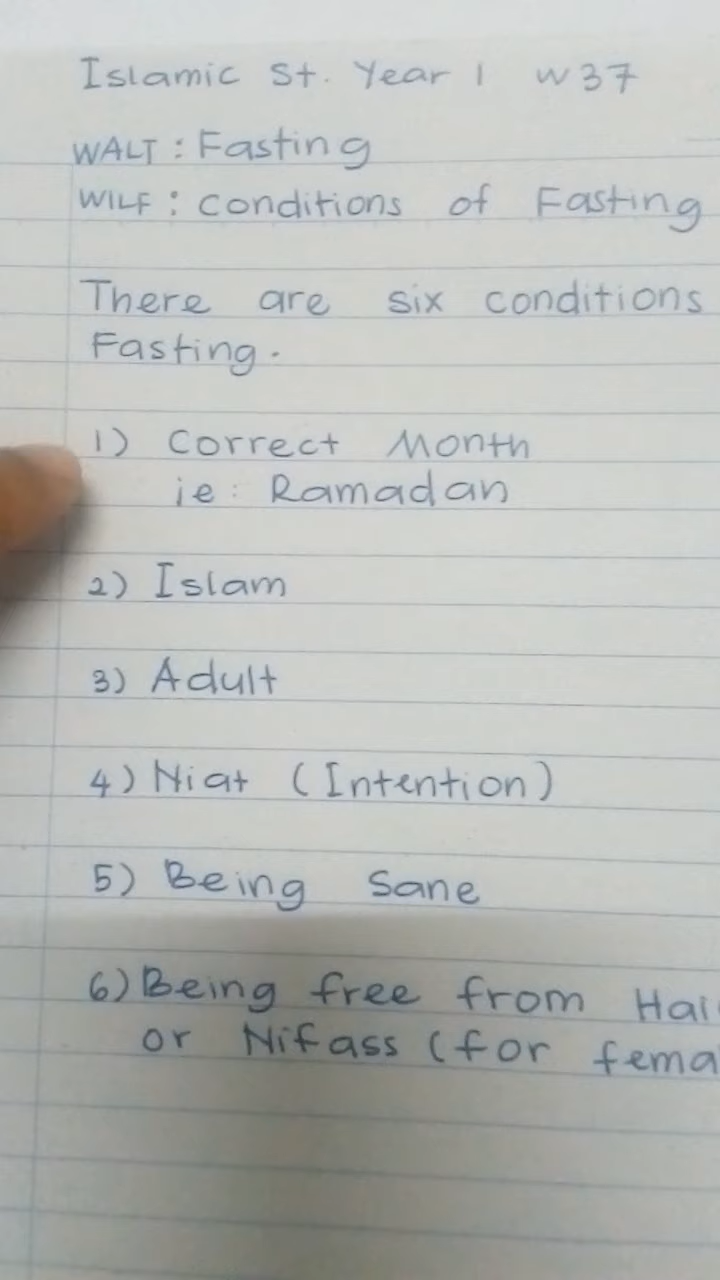 Islamic St. Year 1 W37
WALT : Fasting
WILF : conditions of Fasting
There are six conditions
Fasting.
1) Correct Month
ie : Ramadan
2) Islam
3) Adult
4) Niat (Intention)
5) Being Sane
6) Being free from
or Nifass (for